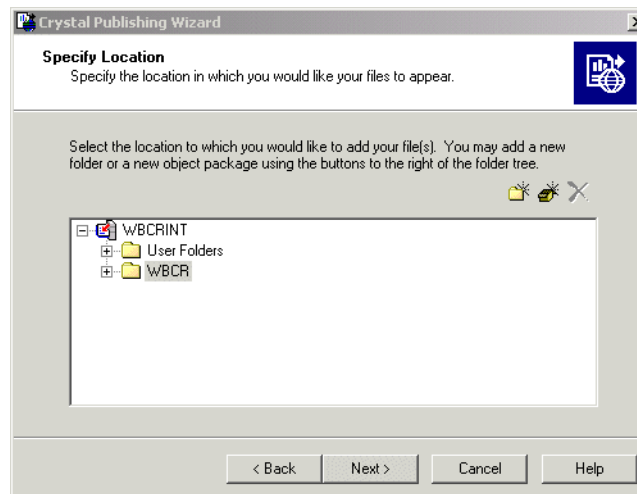 Crystal Publishing Wizard
Specify Location
Specify the location in which you would like your files to appear.
Select the location to which you would like to add your file(s). You may add a new
folder or a new object package using the buttons to the right of the folder tree.
WBCRINT
User Folders
WBCR
< Back Next > Cancel Help